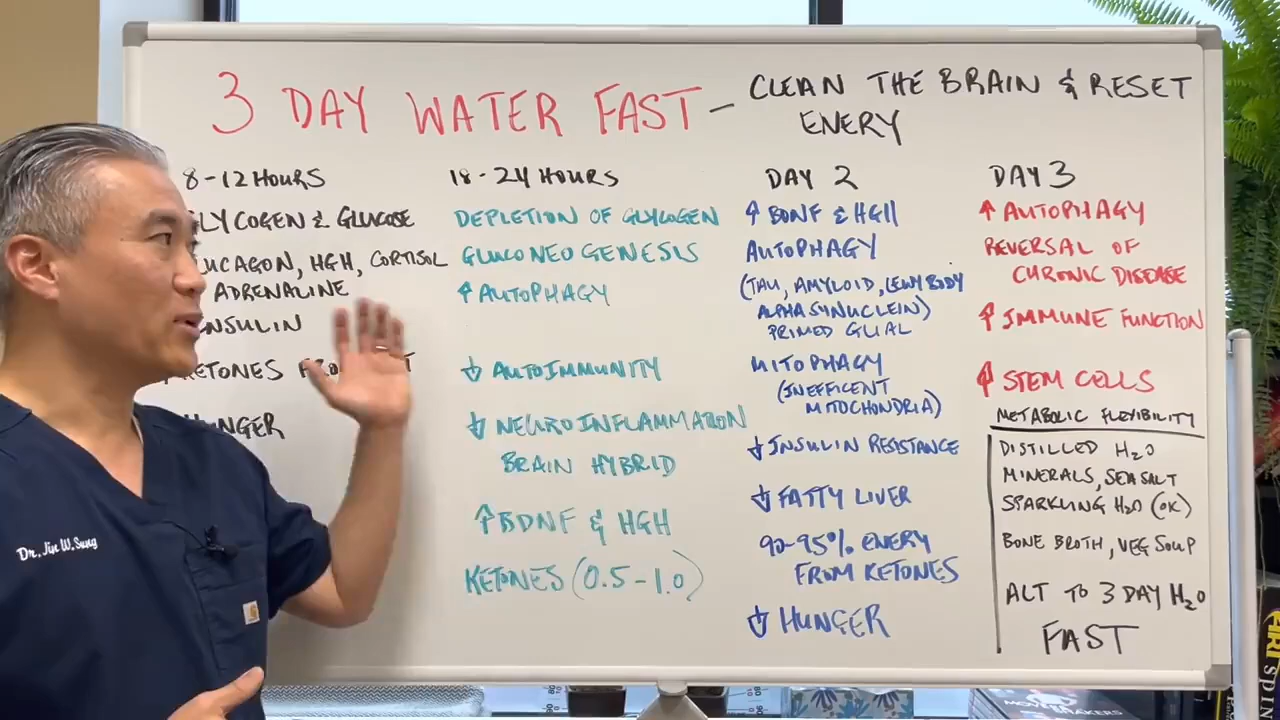 3 DAY WATER FAST - CLEAN THE BRAIN & RESET
ENERY
8-12 HOURS
GLYCOGEN & GLUCOSE
HGH, CORTISOL
ADRENALINE
HUNGER
18-24 HOURS
DEPLETION OF GLYCOGEN
GLUCONEOGENESIS
↑ AUTOPHAGY
↓ AUTOIMMUNITY
↓ NEUROINFLAMMATION
BRAIN HYBRID
↑ BDNF & HGH
KETONES (0.5-1.0)
DAY 2
↑ BDNF & HGH
AUTOPHAGY
(TAU, AMYLOID, LEWY BODY
ALPHA SYNUCLEIN)
PRIMED GLIAL
MITOPHAGY
(INEFFICENT
MITOCHONDRIA)
↓ INSULIN RESISTANCE
↓ FATTY LIVER
90-95% ENERY
FROM KETONES
↓ HUNGER
DAY 3
↑ AUTOPHAGY
REVERSAL OF
CHRONIC DISEASE
↑ IMMUNE FUNCTION
↑ STEM CELLS
METABOLIC FLEXIBILITY
DISTILLED H2O
MINERALS, SEA SALT
SPARKLING H2O (OK)
BONE BROTH, VEG SOUP
ALT TO 3 DAY H2O
FAST
Dr. Jin W. Sung